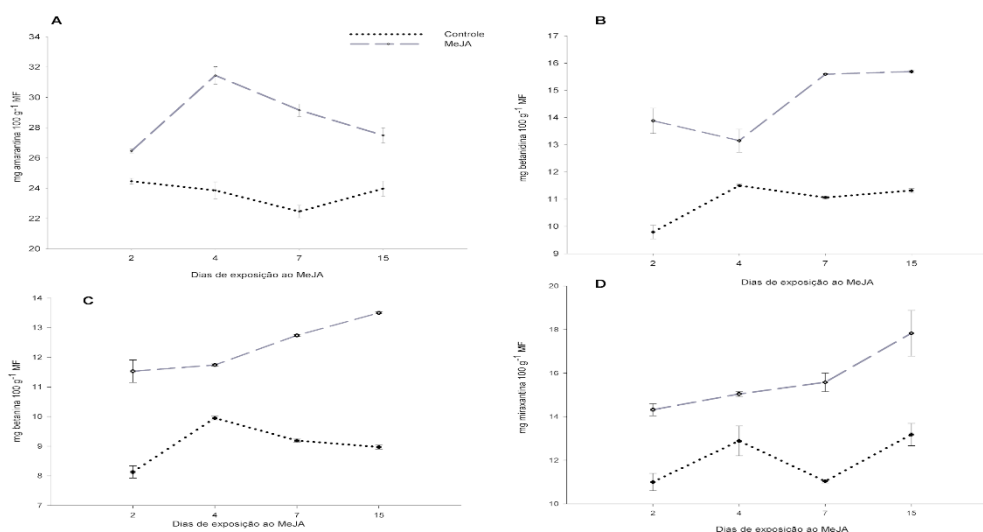 A
Controle
MeJA
mg amarantina 100 g⁻¹ MF
34
32
30
28
26
24
22
20
2 4 7 15
Dias de exposição ao MeJA
B
mg betanidina 100 g⁻¹ MF
17
16
15
14
13
12
11
10
9
2 4 7 15
Dias de exposição ao MeJA
C
mg betanina 100 g⁻¹ MF
14
13
12
11
10
9
8
7
2 4 7 15
Dias de exposição ao MeJA
D
mg miraxantina 100 g⁻¹ MF
20
18
16
14
12
10
2 4 7 15
Dias de exposição ao MeJA